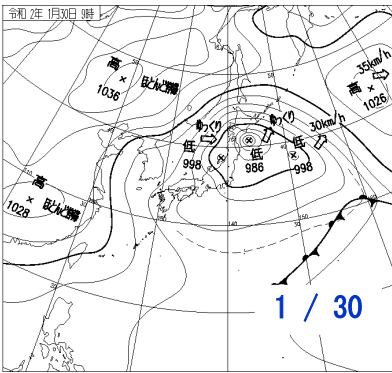 令和 2年 1月30日 9時
高
ほとんど停滞
1036
35km/h
高
1026
ゆっくり
ゆっくり
30km/h
低
998
低
986
低
998
高
ほとんど停滞
1028
140
1 / 30